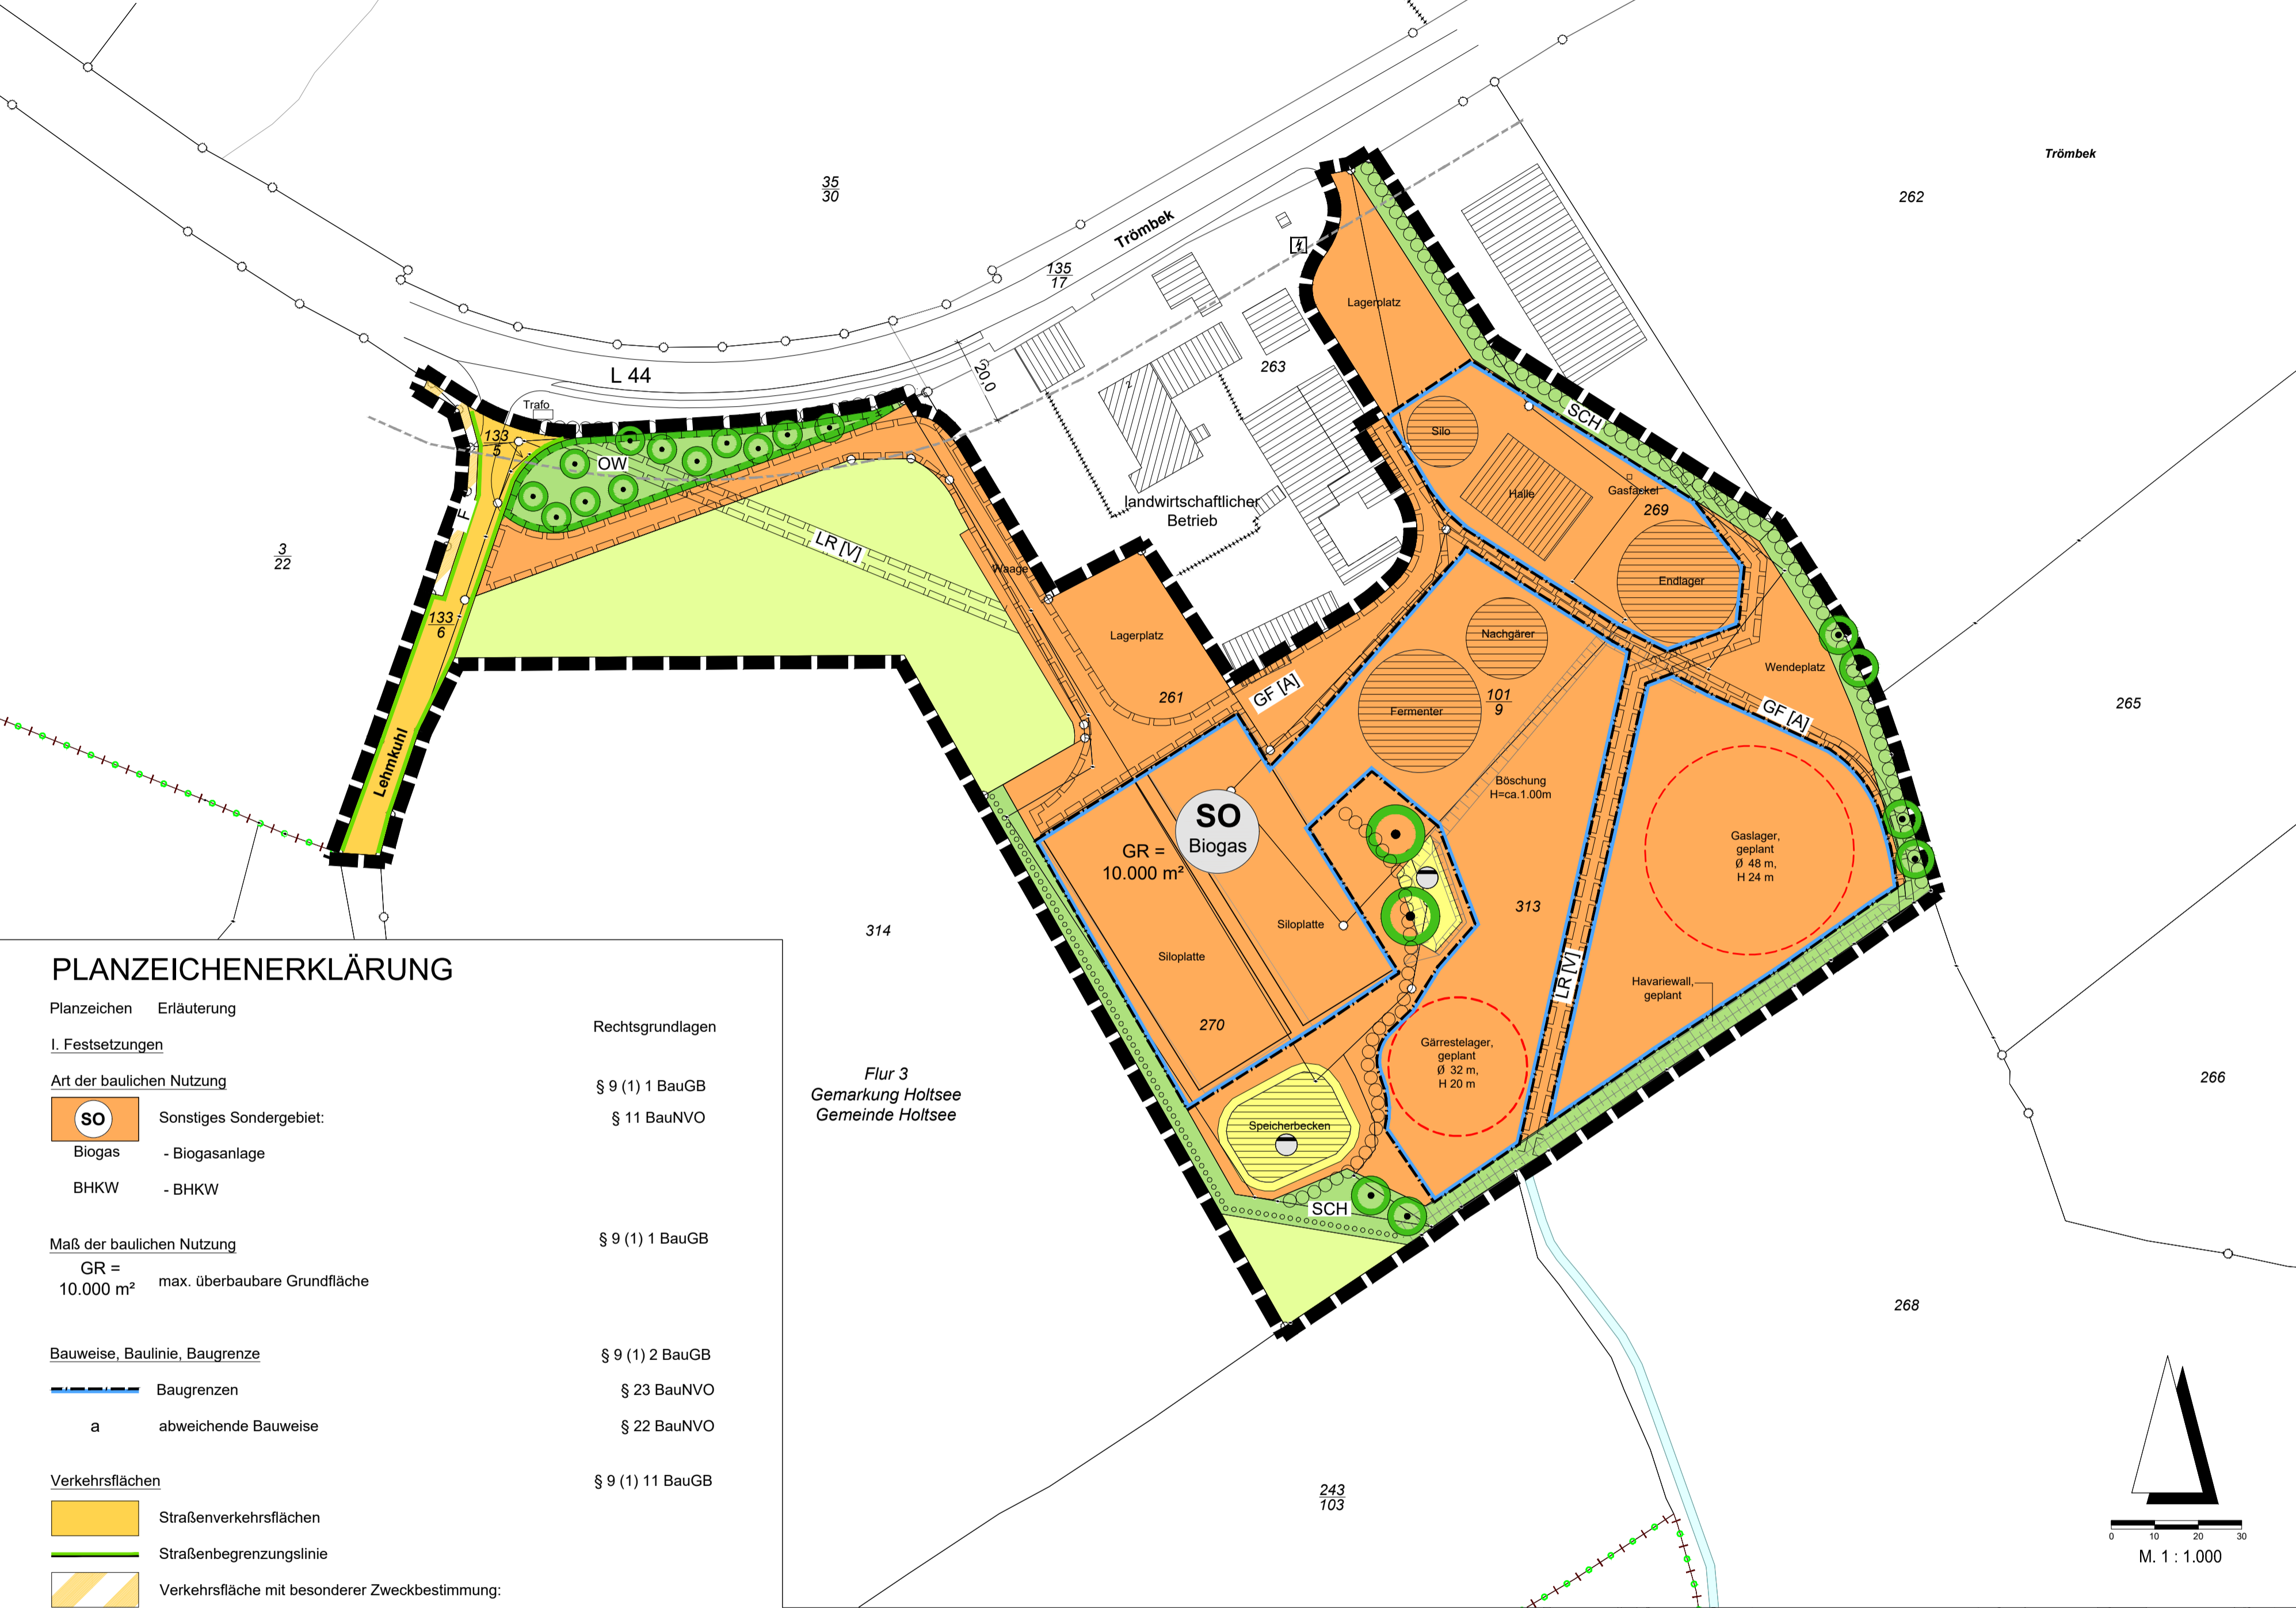 Trömbek
262
35
30
Trömbek
135
17
Lagerplatz
263
20.0
L 44
Trafo
133
5
OW
SCH
Silo
Halle
Gasfackel
269
landwirtschaftlicher
Betrieb
F
LR [V]
3
22
Waage
Endlager
133
6
Lagerplatz
Nachgärer
Wendeplatz
261
GF [A]
101
9
Fermenter
GF [A]
265
Lehmkuhl
Böschung
H=ca.1.00m
SO
Biogas
GR =
10.000 m²
Gaslager,
geplant
Ø 48 m,
H 24 m
313
314
Siloplatte
Siloplatte
LR [V]
Havariewall,
geplant
270
Gärrestelager,
geplant
Ø 32 m,
H 20 m
Flur 3
Gemarkung Holtsee
Gemeinde Holtsee
266
Speicherbecken
SCH
268
243
103
0 10 20 30
M. 1 : 1.000
PLANZEICHENERKLÄRUNG
Planzeichen Erläuterung
Rechtsgrundlagen
I. Festsetzungen
Art der baulichen Nutzung § 9 (1) 1 BauGB
SO Sonstiges Sondergebiet: § 11 BauNVO
Biogas - Biogasanlage
BHKW - BHKW
Maß der baulichen Nutzung § 9 (1) 1 BauGB
GR =
10.000 m² max. überbaubare Grundfläche
Bauweise, Baulinie, Baugrenze § 9 (1) 2 BauGB
Baugrenzen § 23 BauNVO
a abweichende Bauweise § 22 BauNVO
Verkehrsflächen § 9 (1) 11 BauGB
Straßenverkehrsflächen
Straßenbegrenzungslinie
Verkehrsfläche mit besonderer Zweckbestimmung: